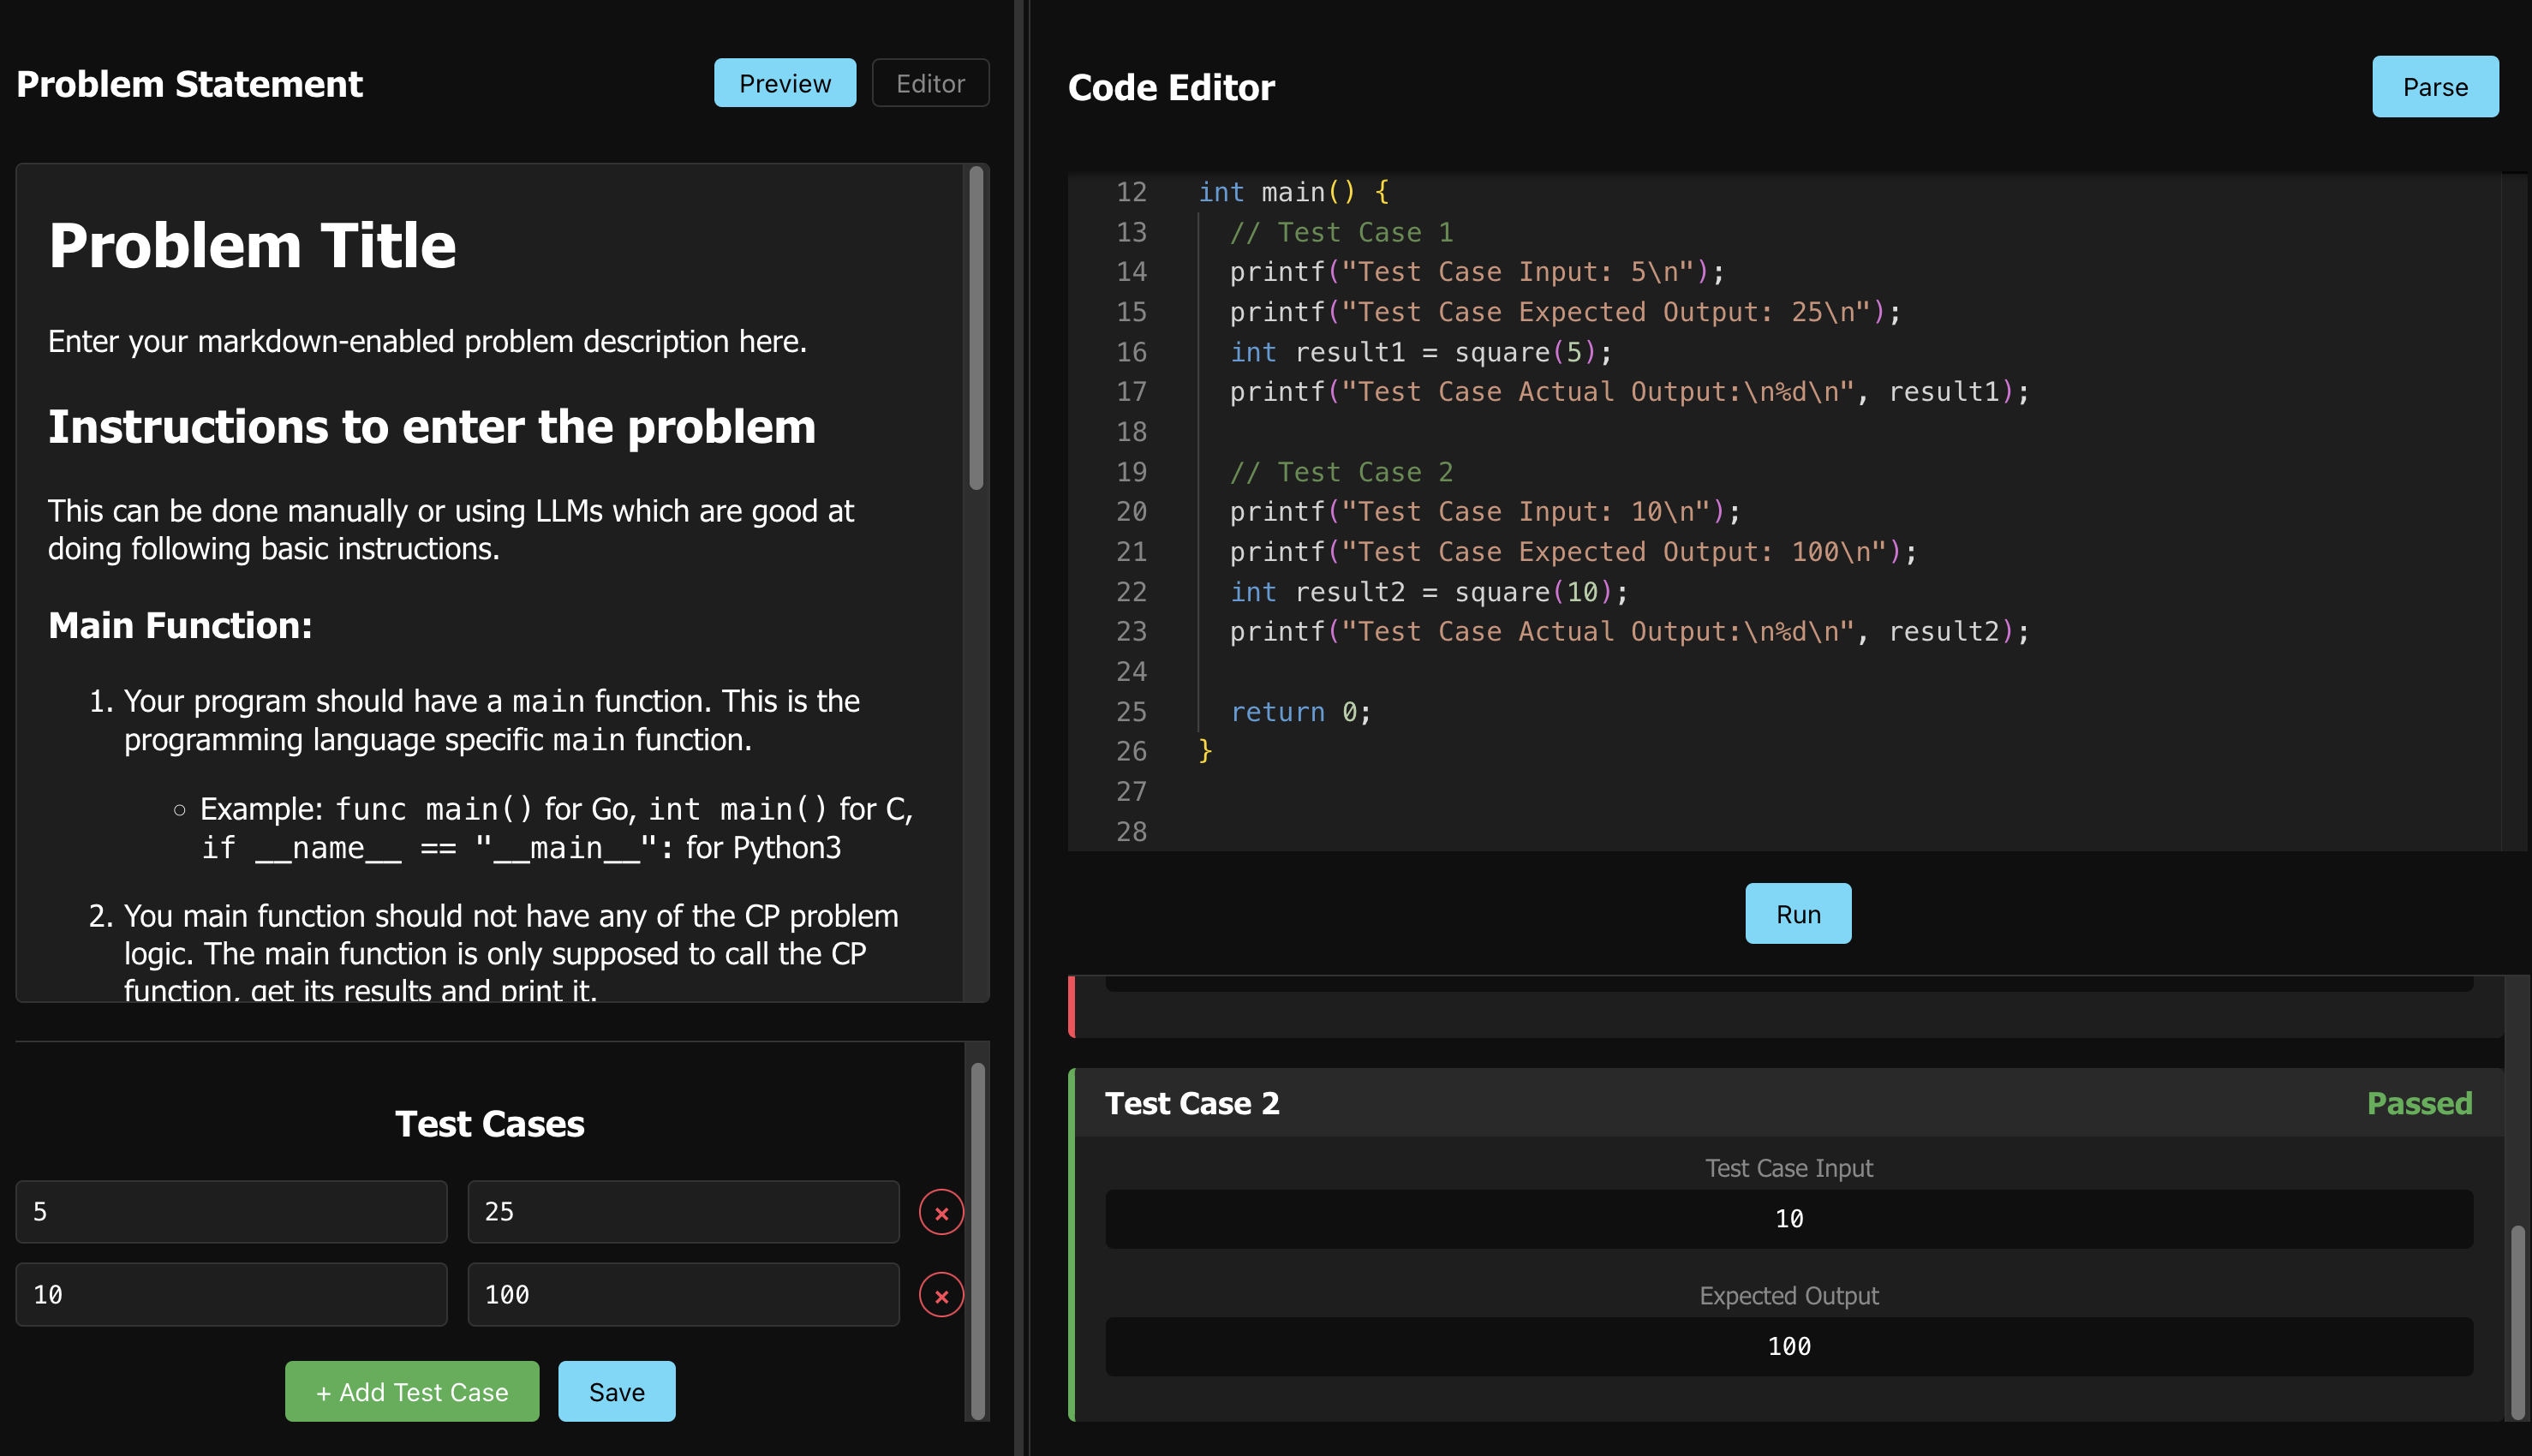 Problem Statement
Preview
Editor
Problem Title
Enter your markdown-enabled problem description here.
Instructions to enter the problem
This can be done manually or using LLMs which are good at
doing following basic instructions.
Main Function:
1. Your program should have a main function. This is the
programming language specific main function.
○ Example: func main() for Go, int main() for C,
if __name__ == "__main__": for Python3
2. You main function should not have any of the CP problem
logic. The main function is only supposed to call the CP
function, get its results and print it.
Test Cases
5
25
×
10
100
×
+ Add Test Case
Save
Code Editor
Parse
12 int main() {
13 // Test Case 1
14 printf("Test Case Input: 5\n");
15 printf("Test Case Expected Output: 25\n");
16 int result1 = square(5);
17 printf("Test Case Actual Output:\n%d\n", result1);
18
19 // Test Case 2
20 printf("Test Case Input: 10\n");
21 printf("Test Case Expected Output: 100\n");
22 int result2 = square(10);
23 printf("Test Case Actual Output:\n%d\n", result2);
24
25 return 0;
26 }
27
28
Run
Test Case 2
Passed
Test Case Input
10
Expected Output
100